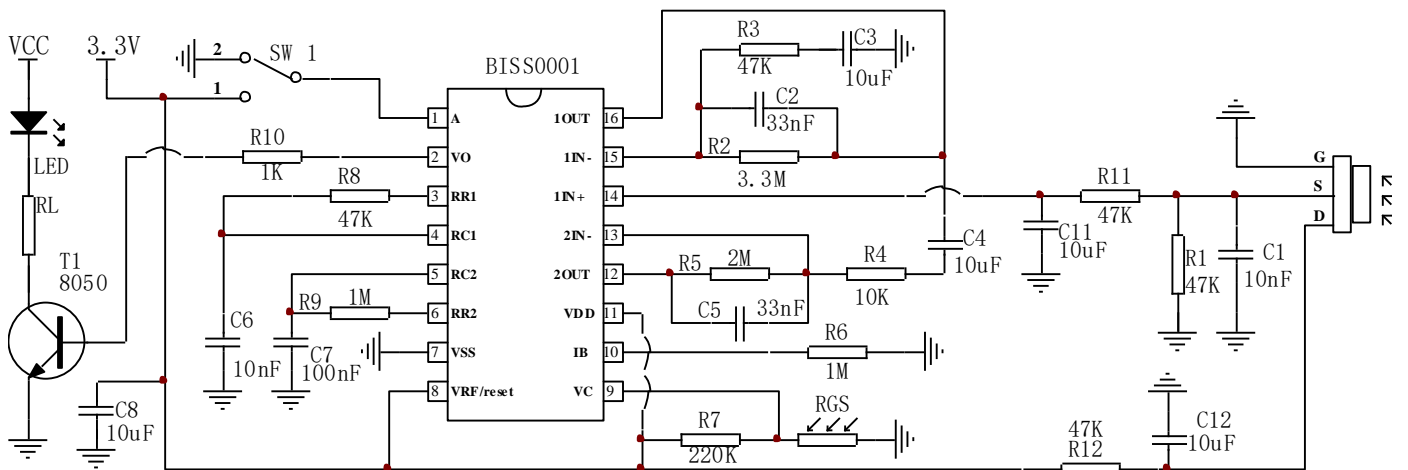 VCC
3.3V
2
SW 1
1
LED
RL
T1
8050
R10
1K
R8
47K
R9
1M
C6
10nF
C7
100nF
C8
10uF
BISS0001
1
A
2
VO
3
RR1
4
RC1
5
RC2
6
RR2
7
VSS
8
VRF/reset
1OUT
16
1IN-
15
1IN+
14
2IN-
13
2OUT
12
VDD
11
IB
10
VC
9
R3
47K
C3
10uF
C2
33nF
R2
3.3M
R5
2M
C5
33nF
R4
10K
C4
10uF
R6
1M
R7
220K
RGS
C11
10uF
R11
47K
R1
47K
C1
10nF
G
S
D
47K
R12
C12
10uF